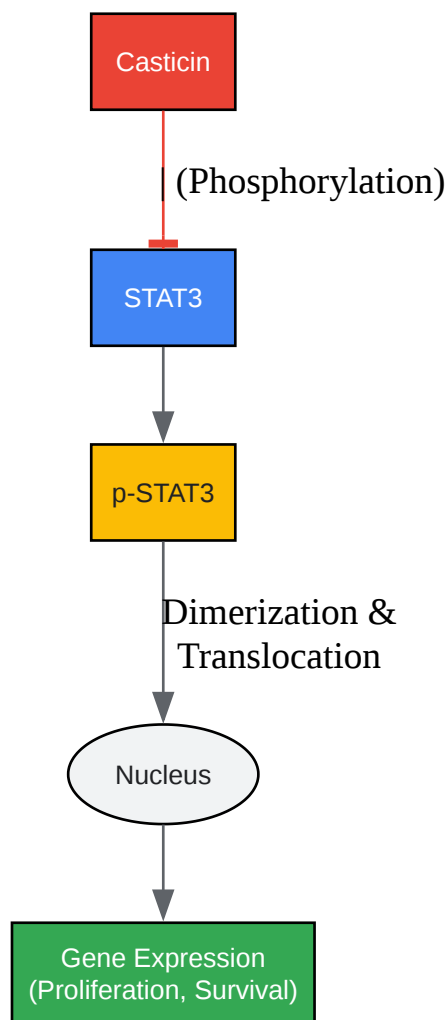 Casticin
| (Phosphorylation)
STAT3
p-STAT3
Dimerization &
Translocation
Nucleus
Gene Expression
(Proliferation, Survival)